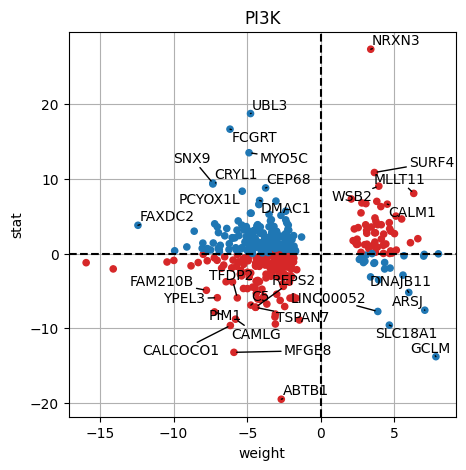 PI3K
NRXN3
UBL3
FCGRT
SNX9
MYO5C
SURF4
CRYL1
CEP68
MLLT11
PCYOX1L
WSB2
DMAC1
CALM1
FAXDC2
TFDP2
REPS2
FAM210B
DNAJB11
YPEL3
C5
LINC00052
ARSJ
PIM1
TSPAN7
CAMLG
SLC18A1
CALCOCO1
MFGE8
GCLM
ABTB1
20
10
0
−10
−20
stat
−15
−10
−5
0
5
weight